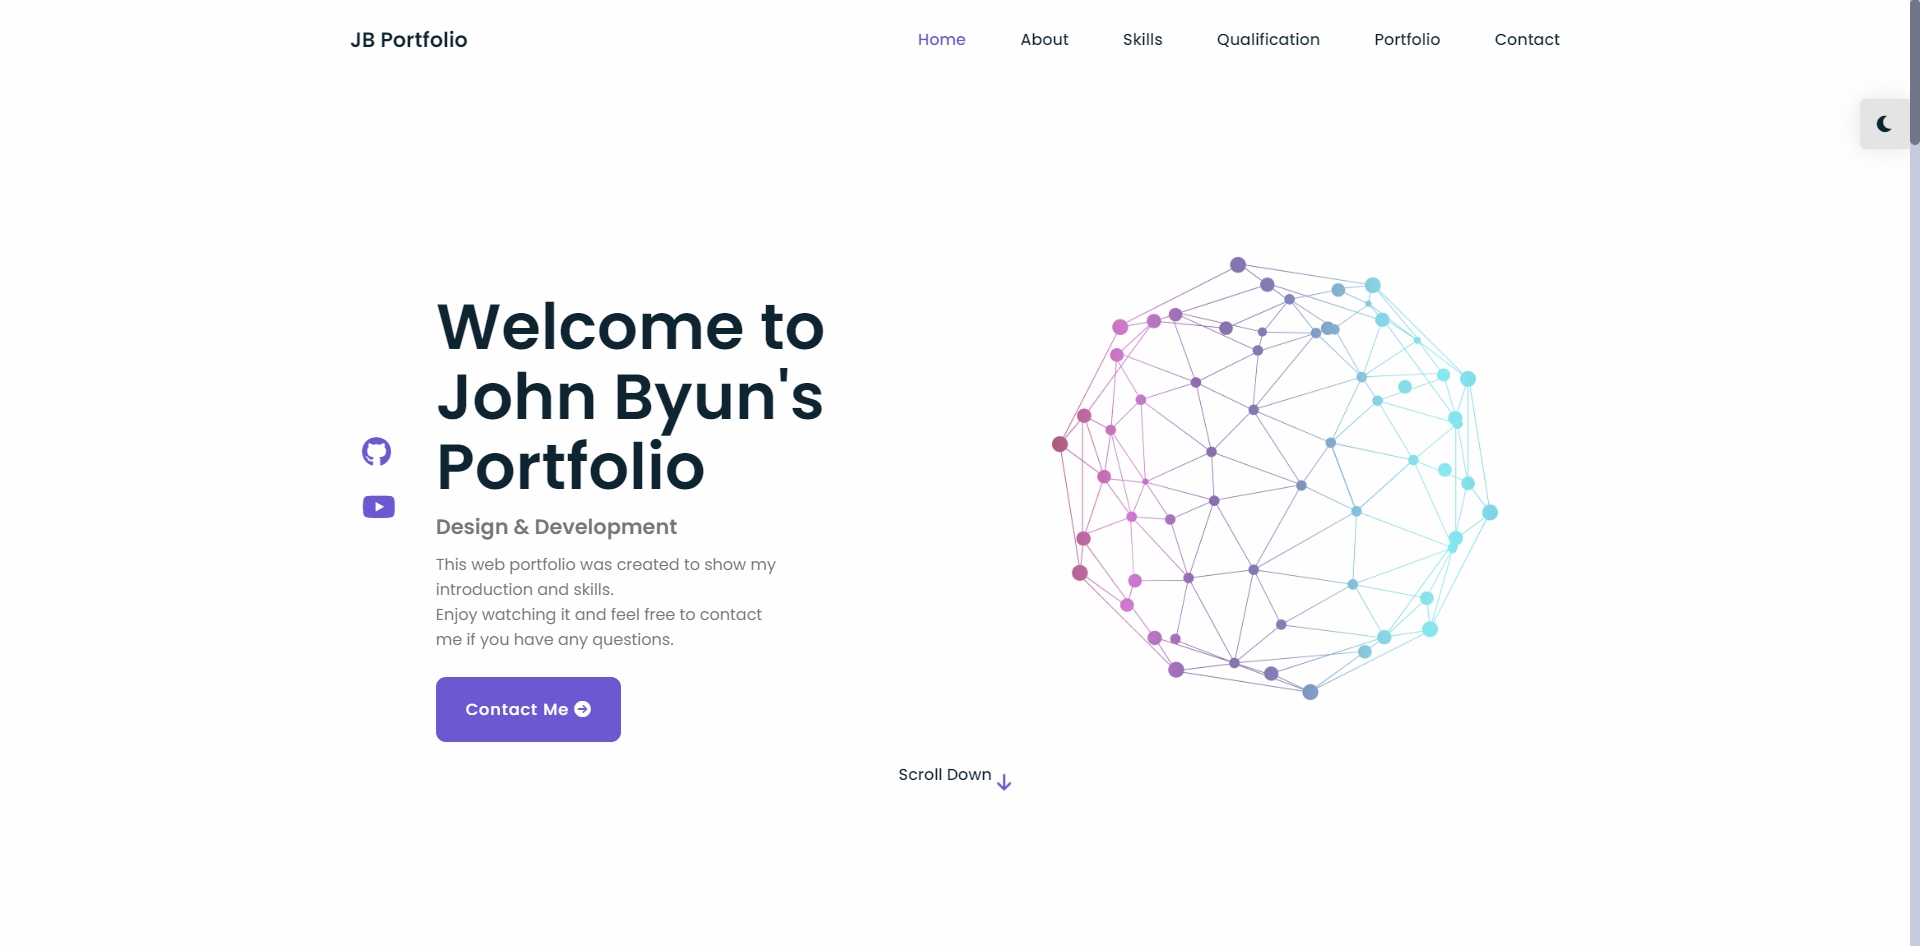 JB Portfolio
Home
About
Skills
Qualification
Portfolio
Contact
Welcome to
John Byun's
Portfolio
Design & Development
This web portfolio was created to show my
introduction and skills.
Enjoy watching it and feel free to contact
me if you have any questions.
Contact Me
Scroll Down